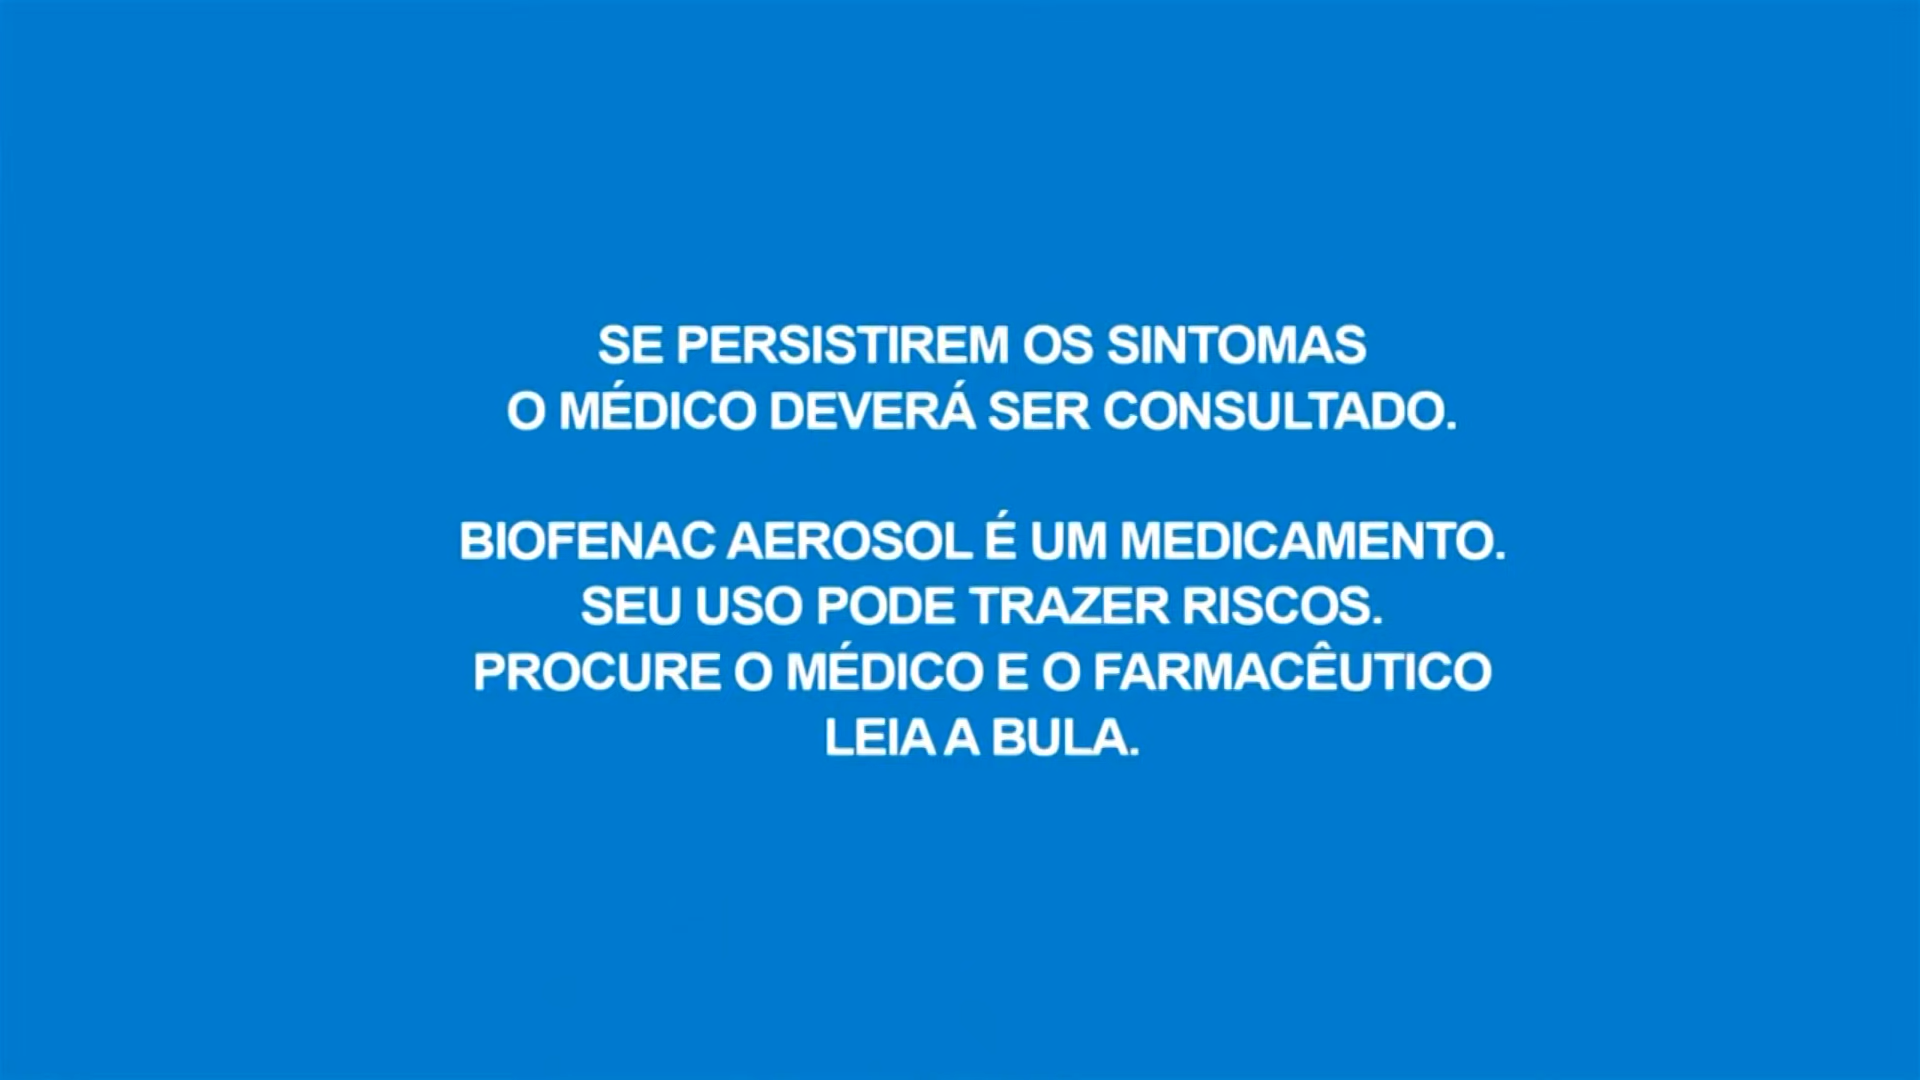 SE PERSISTIREM OS SINTOMAS
O MÉDICO DEVERÁ SER CONSULTADO.
BIOFENAC AEROSOL É UM MEDICAMENTO.
SEU USO PODE TRAZER RISCOS.
PROCURE O MÉDICO E O FARMACÊUTICO
LEIA A BULA.